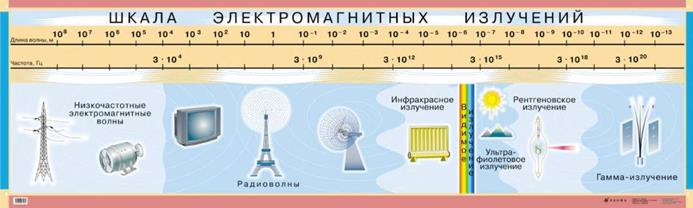 ШКАЛА ЭЛЕКТРОМАГНИТНЫХ ИЗЛУЧЕНИЙ
Длина волны, м 10⁸ 10⁷ 10⁶ 10⁵ 10⁴ 10³ 10² 10¹ 1 10⁻¹ 10⁻² 10⁻³ 10⁻⁴ 10⁻⁵ 10⁻⁶ 10⁻⁷ 10⁻⁸ 10⁻⁹ 10⁻¹⁰ 10⁻¹¹ 10⁻¹² 10⁻¹³
Частота, Гц 3·10⁴ 3·10⁹ 3·10¹² 3·10¹⁵ 3·10¹⁸ 3·10²⁰
Низкочастотные
электромагнитные
волны
Радиоволны
Инфракрасное
излучение
Видимое
излучение
Ультра-
фиолетовое
излучение
Рентгеновское
излучение
Гамма-излучение